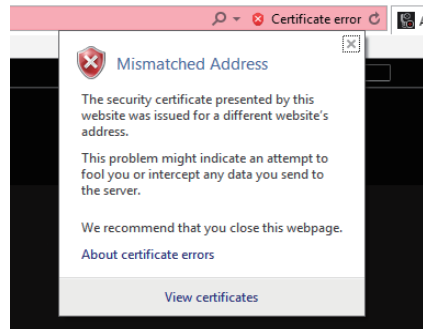 Certificate error
Mismatched Address
The security certificate presented by this
website was issued for a different website's
address.
This problem might indicate an attempt to
fool you or intercept any data you send to
the server.
We recommend that you close this webpage.
About certificate errors
View certificates